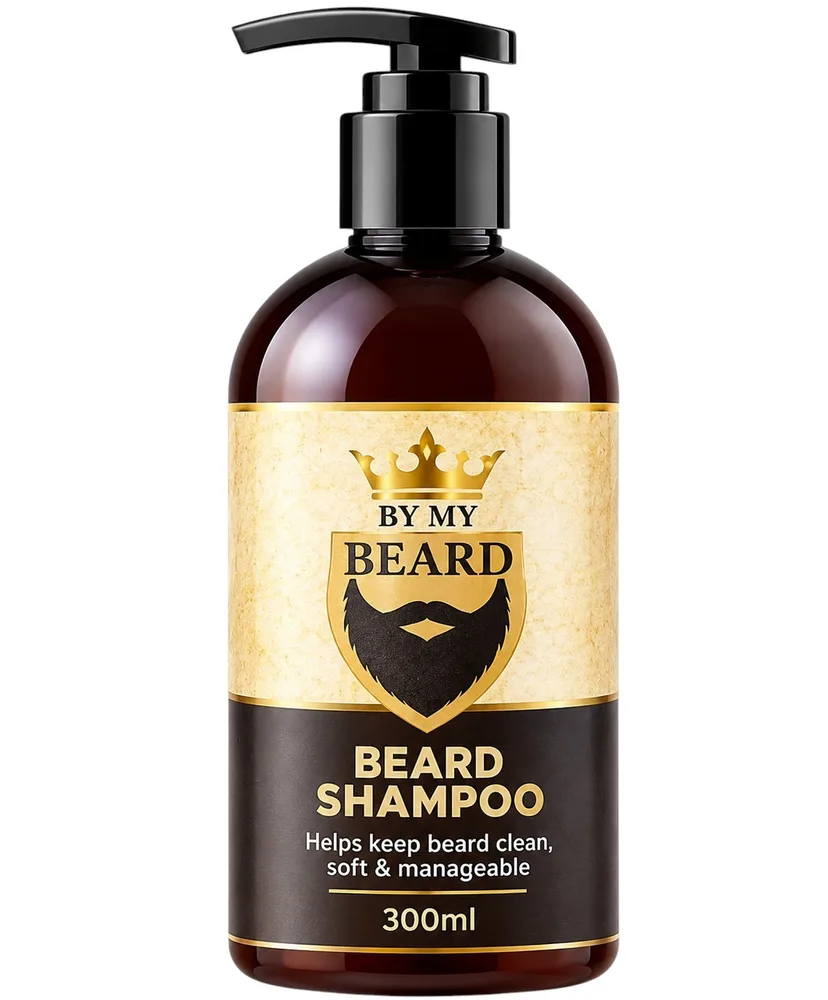 BY MY
BEARD
BEARD
SHAMPOO
Helps keep beard clean,
soft & manageable
300ml